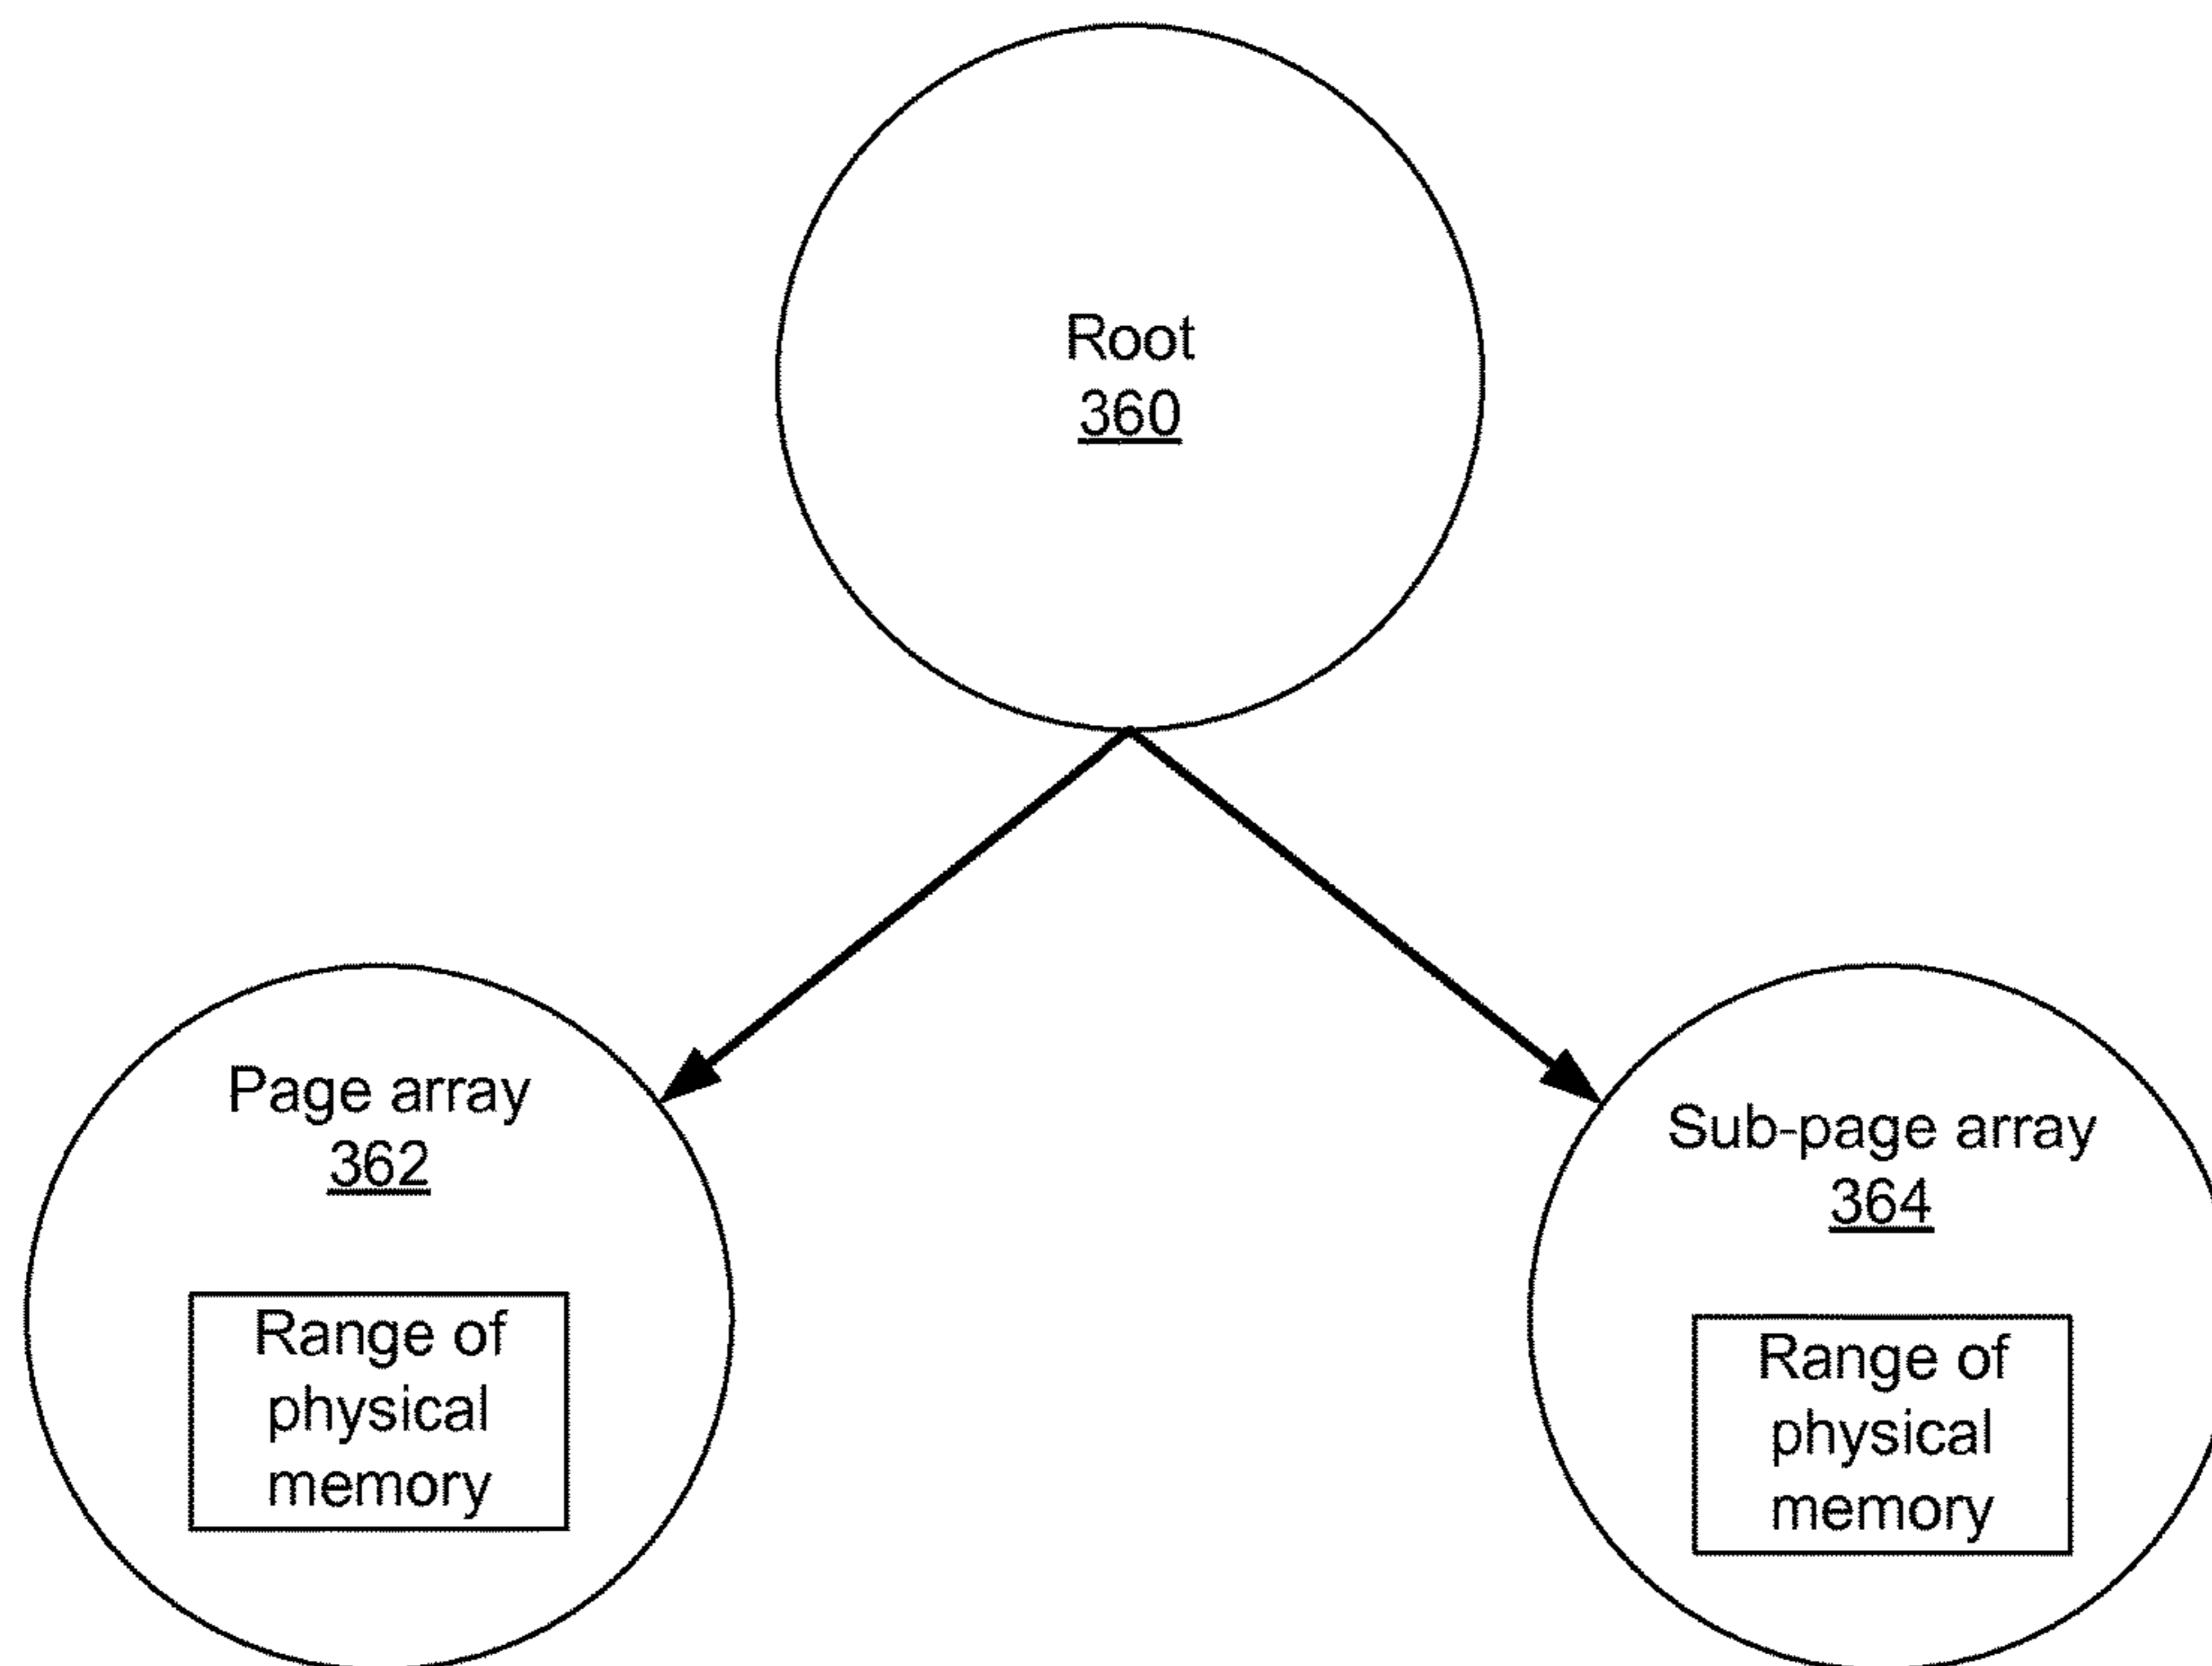 Root
360
Page array
362
Range of
physical
memory
Sub-page array
364
Range of
physical
memory